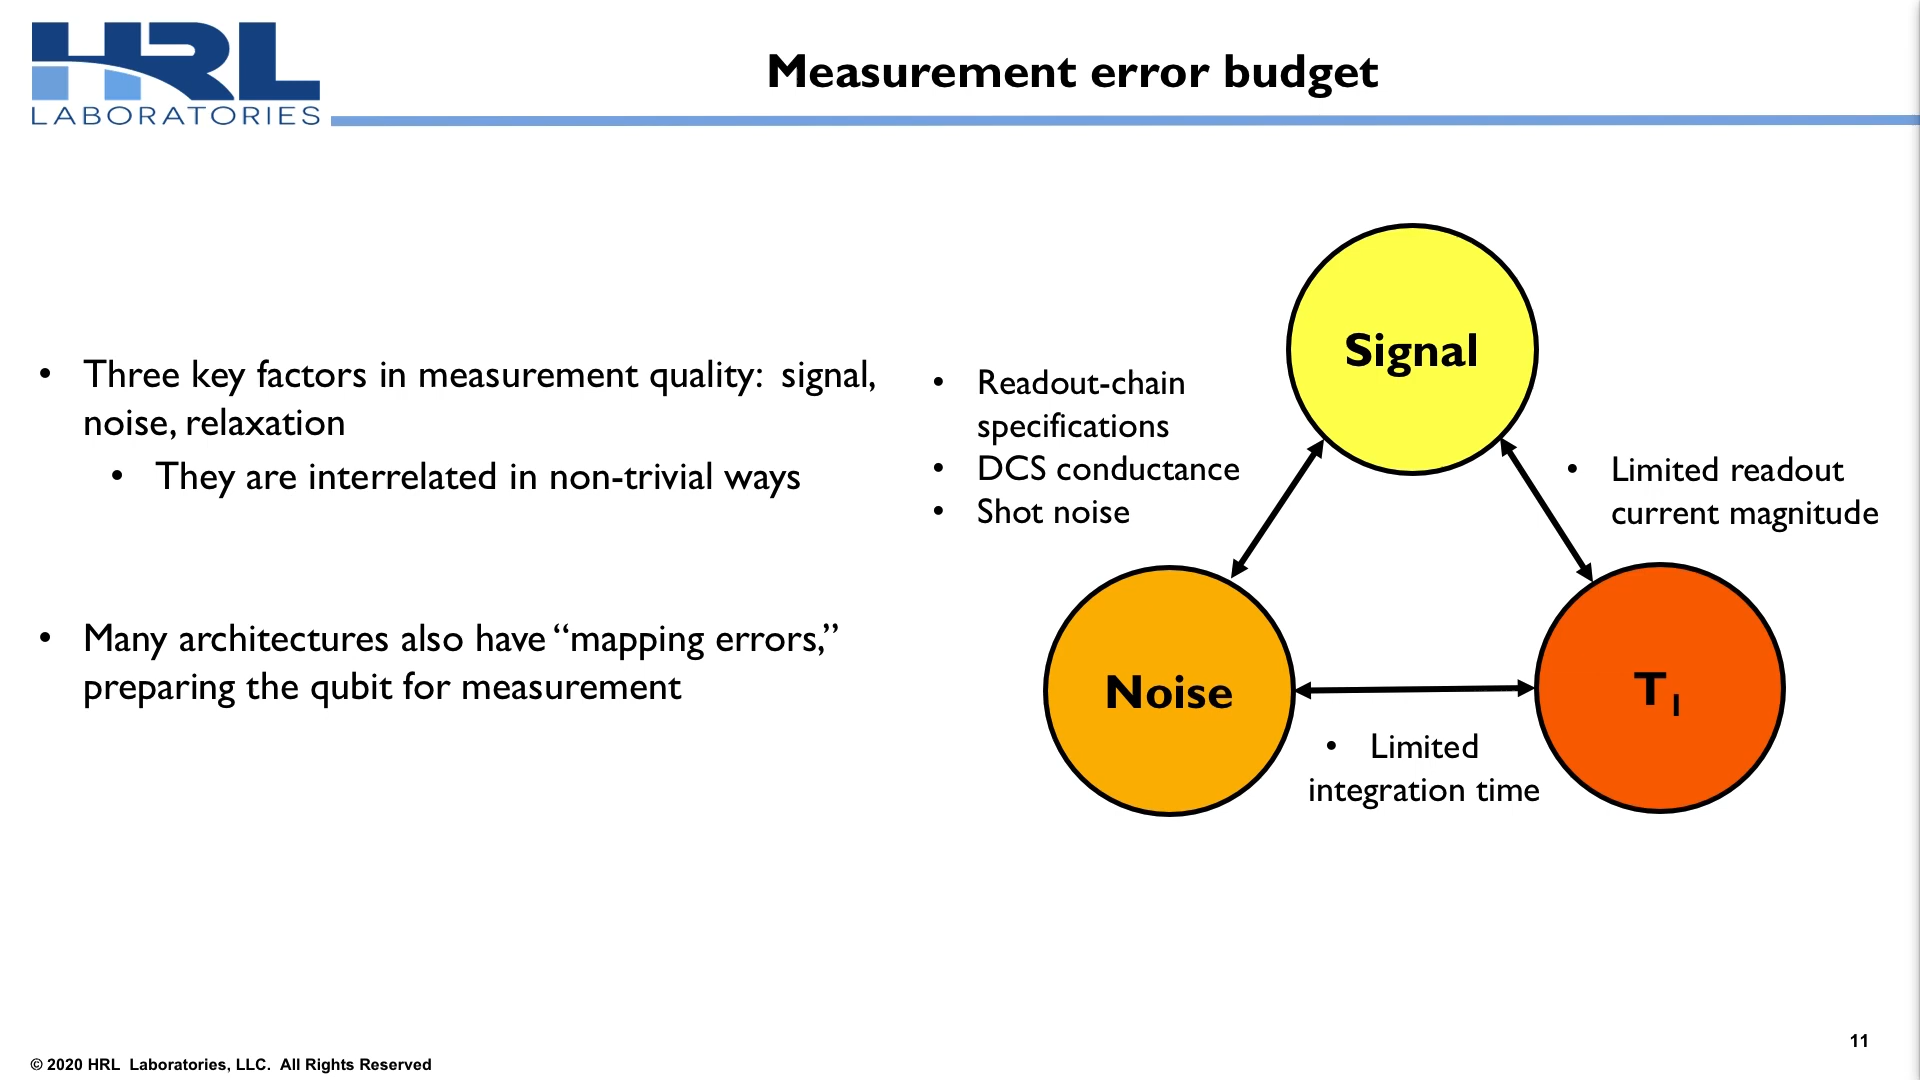 HRL
LABORATORIES
Measurement error budget
• Three key factors in measurement quality:  signal,
noise, relaxation
• They are interrelated in non-trivial ways
• Many architectures also have “mapping errors,”
preparing the qubit for measurement
• Readout-chain
specifications
• DCS conductance
• Shot noise
Signal
• Limited readout
current magnitude
Noise
T1
• Limited
integration time
11
© 2020 HRL  Laboratories, LLC.  All Rights Reserved